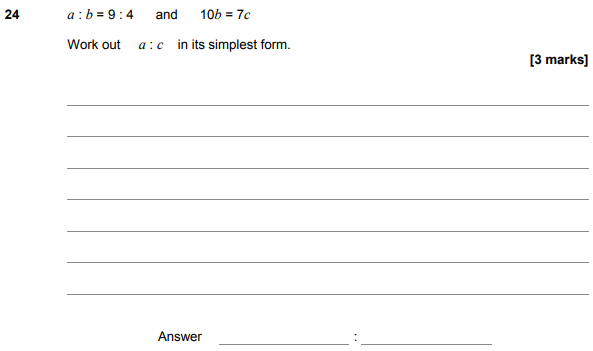 24 a : b = 9 : 4 and 10b = 7c
Work out a : c in its simplest form.
[3 marks]
Answer :